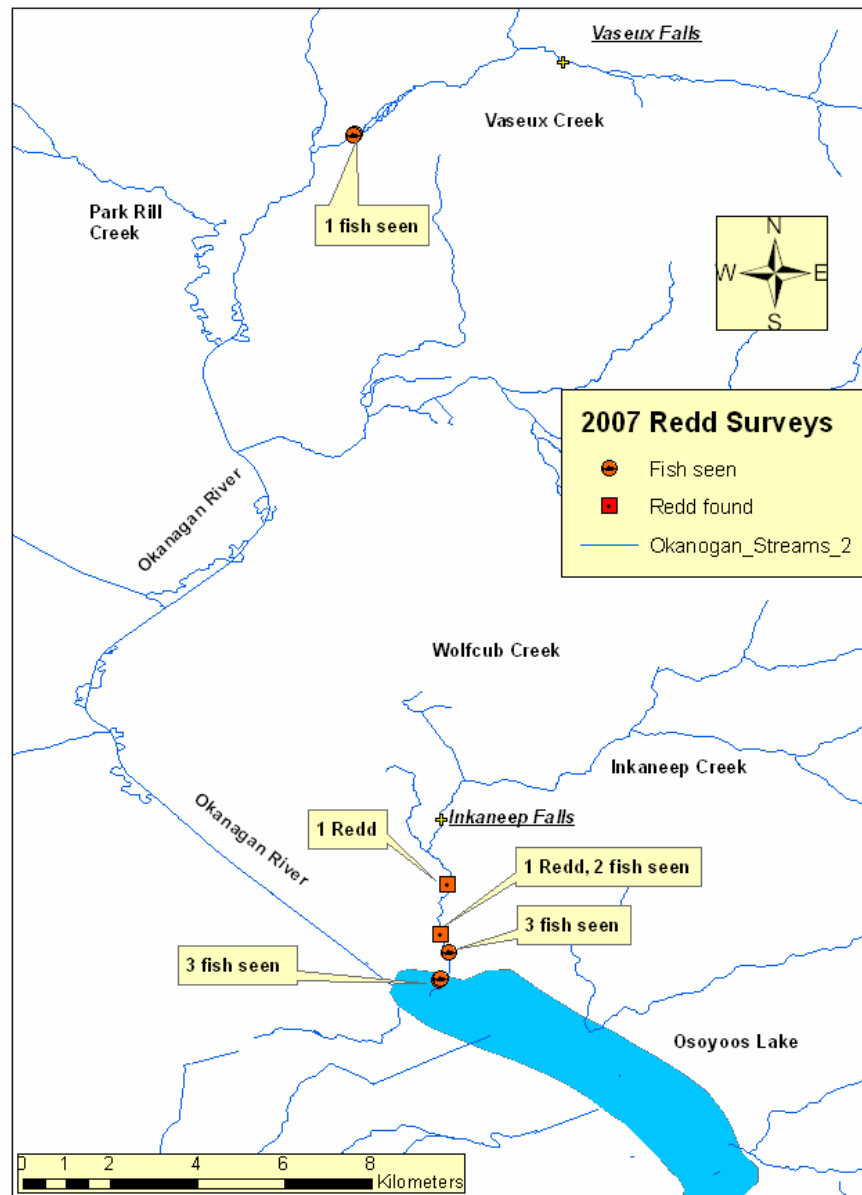 Vaseux Falls
Vaseux Creek
Park Rill
Creek
1 fish seen
N
W
E
S
2007 Redd Surveys
Fish seen
Redd found
Okanogan_Streams_2
Okanagan River
Wolfcub Creek
Inkaneep Creek
Okanagan River
Inkaneep Falls
1 Redd
1 Redd, 2 fish seen
3 fish seen
3 fish seen
Osoyoos Lake
0 1 2 4 6 8
Kilometers